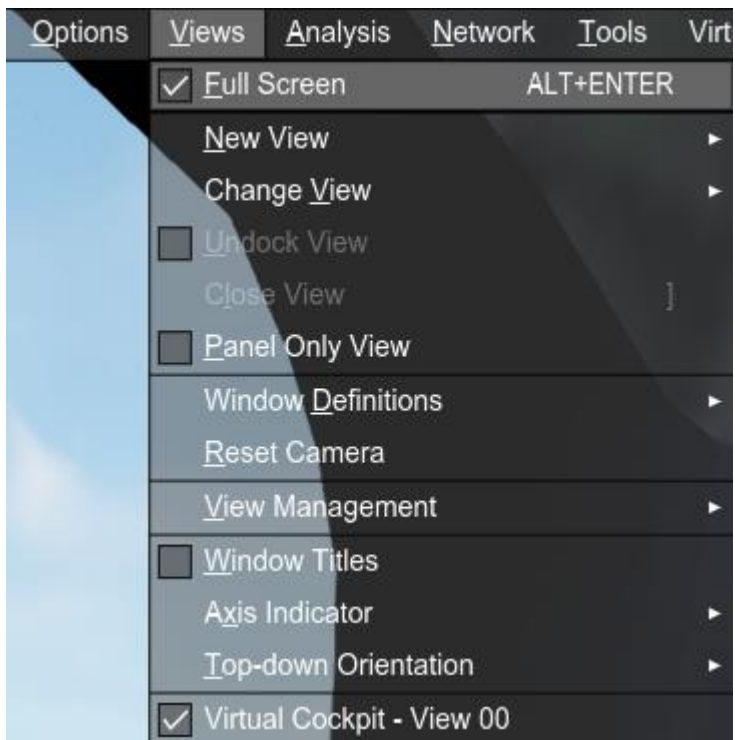 Options Views Analysis Network Tools Virt
Full Screen ALT+ENTER
New View
Change View
Undock View
Close View ]
Panel Only View
Window Definitions
Reset Camera
View Management
Window Titles
Axis Indicator
Top-down Orientation
Virtual Cockpit - View 00